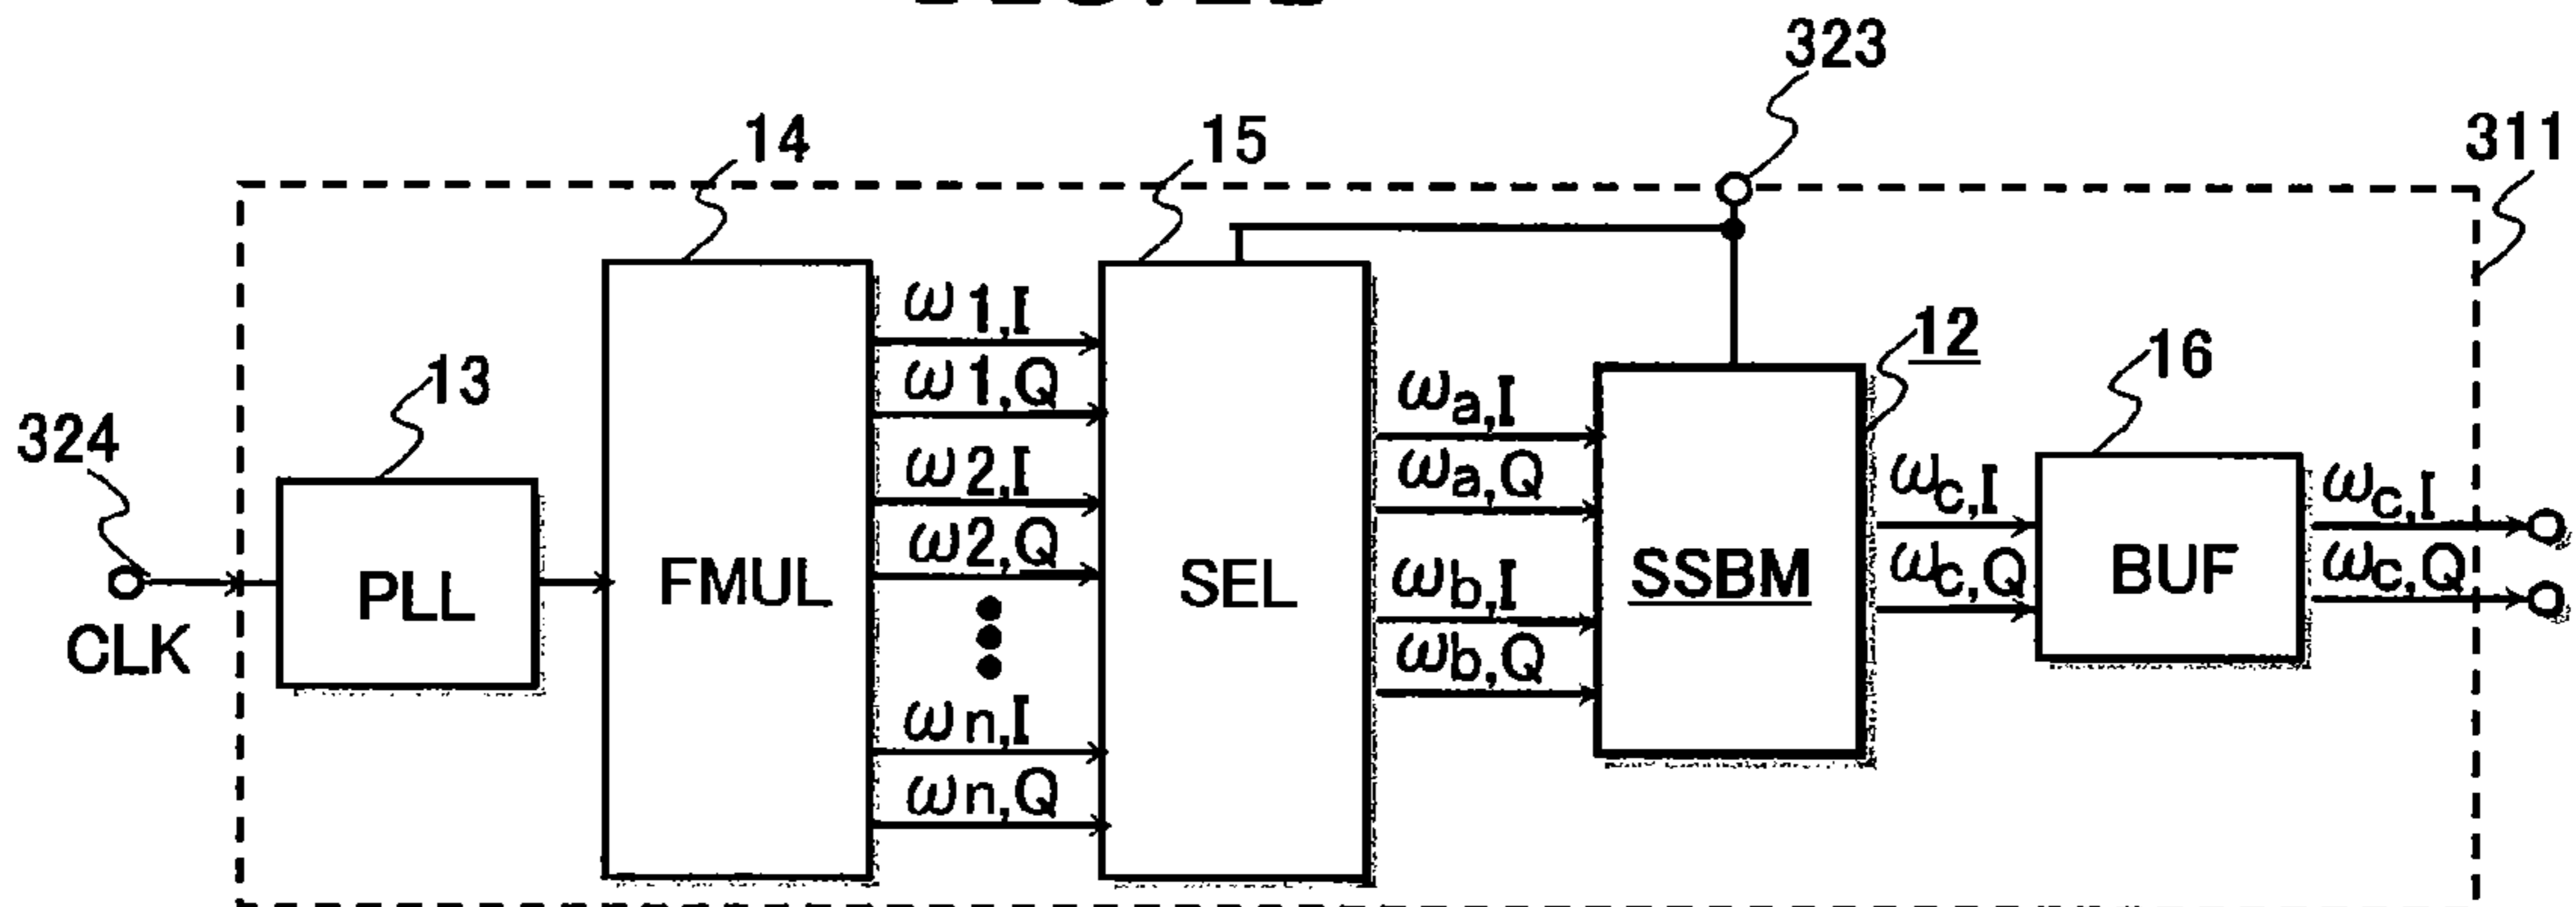 323
14
15
311
ω1,I
12
ω1,Q
16
13
ωa,I
324
ω2,I
ωa,Q
ωc,I
ωc,I
ω2,Q
PLL
FMUL
SEL
ωb,I
SSBM
ωc,Q
BUF
ωc,Q
CLK
ωb,Q
ωn,I
ωn,Q